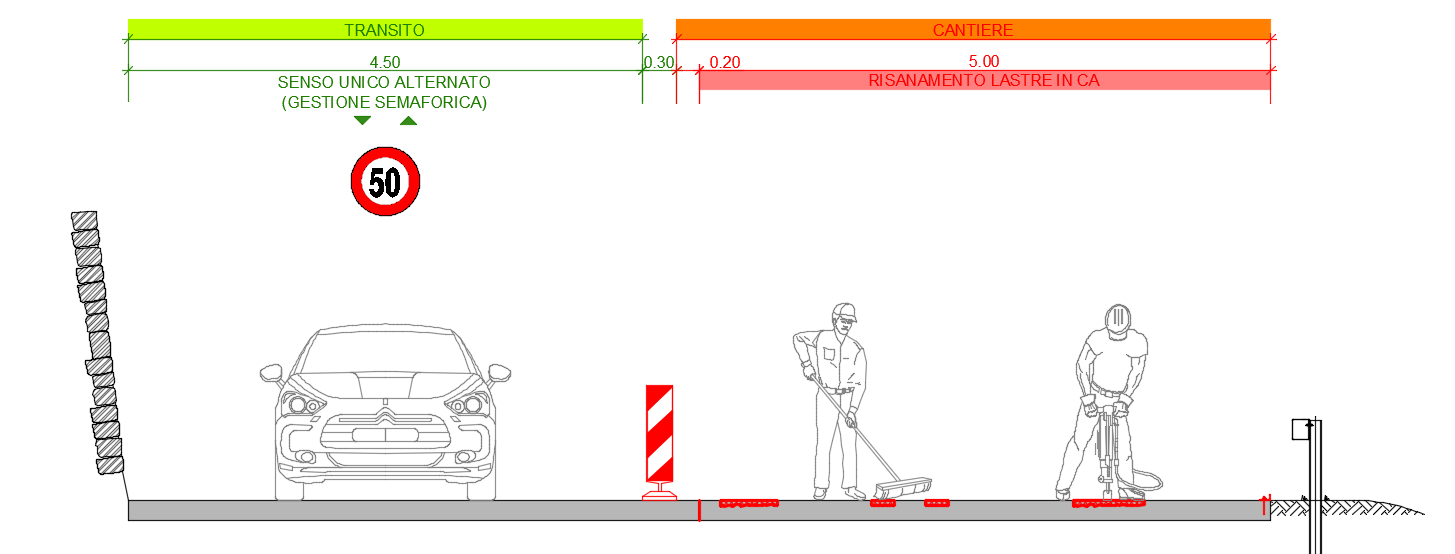 TRANSITO
CANTIERE
4.50
0.30
0.20
5.00
SENSO UNICO ALTERNATO
(GESTIONE SEMAFORICA)
RISANAMENTO LASTRE IN CA
50